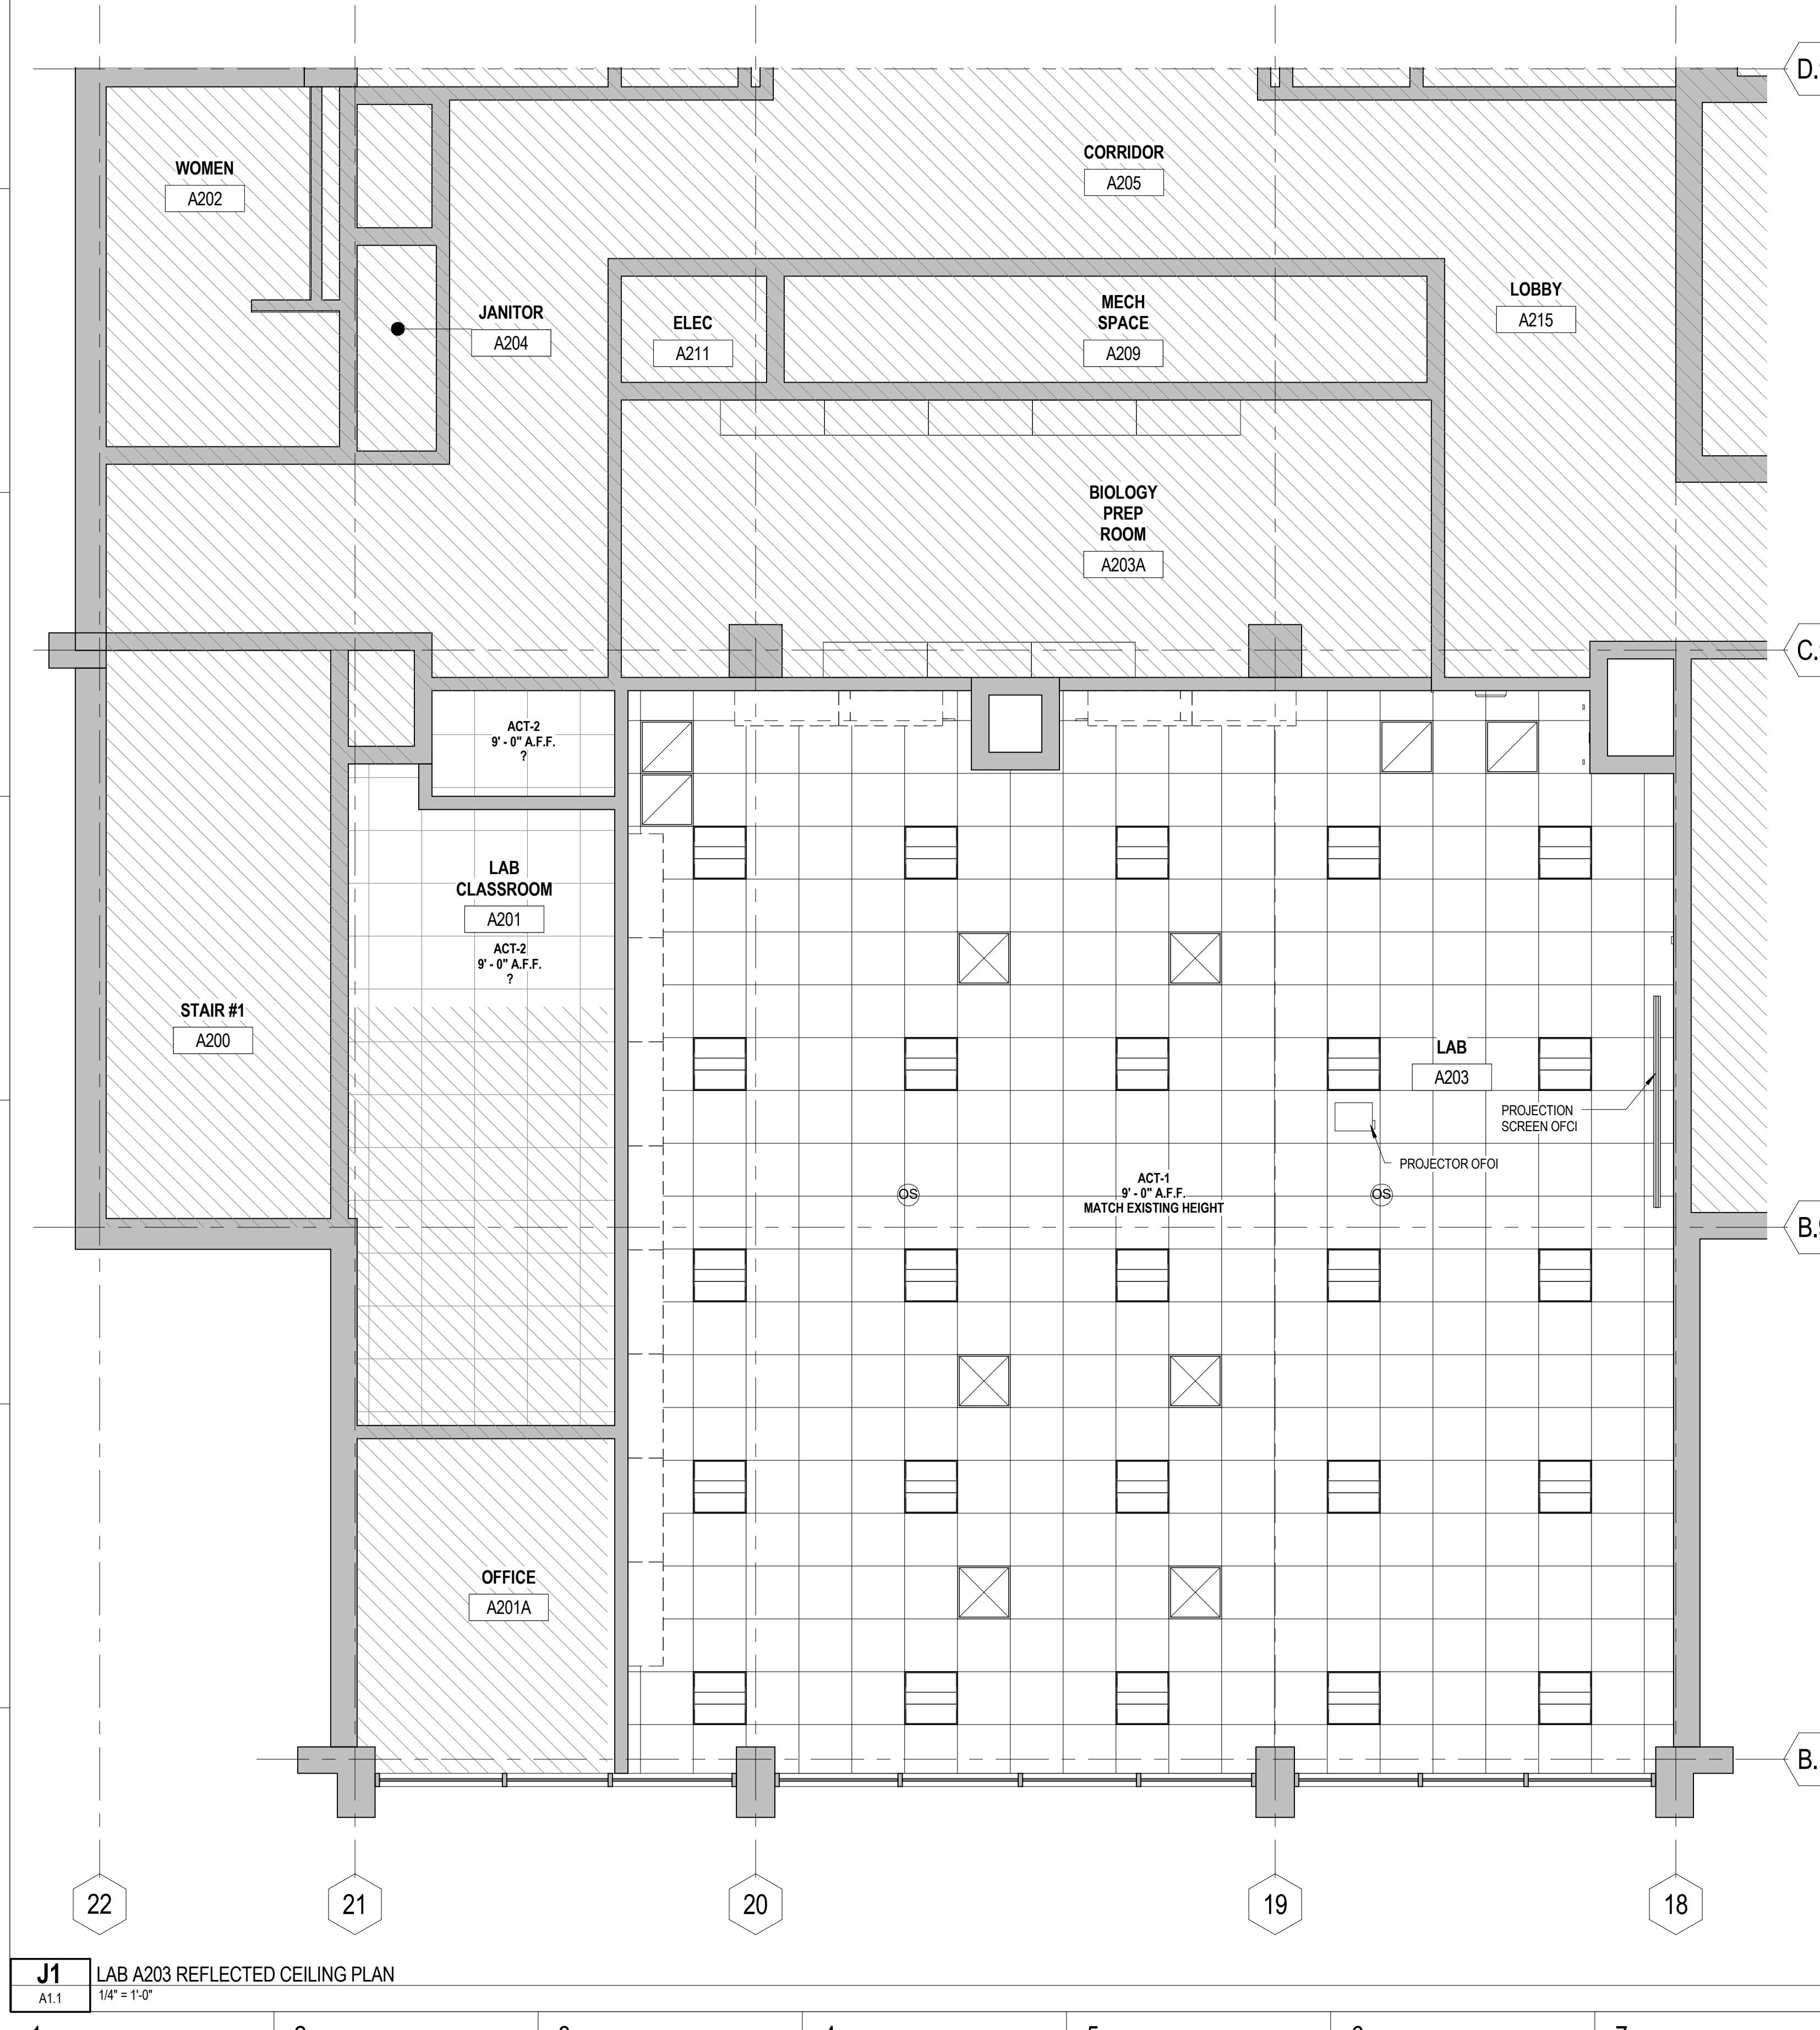 D.
WOMEN
A202
CORRIDOR
A205
JANITOR
A204
ELEC
A211
MECH
SPACE
A209
LOBBY
A215
BIOLOGY
PREP
ROOM
A203A
C.
ACT-2
9' - 0" A.F.F.
?
LAB
CLASSROOM
A201
ACT-2
9' - 0" A.F.F.
?
STAIR #1
A200
LAB
A203
PROJECTION
SCREEN OFCI
PROJECTOR OFOI
ACT-1
9' - 0" A.F.F.
MATCH EXISTING HEIGHT
OS
OS
B.
OFFICE
A201A
B.
22
21
20
19
18
J1
LAB A203 REFLECTED CEILING PLAN
A1.1
1/4" = 1'-0"